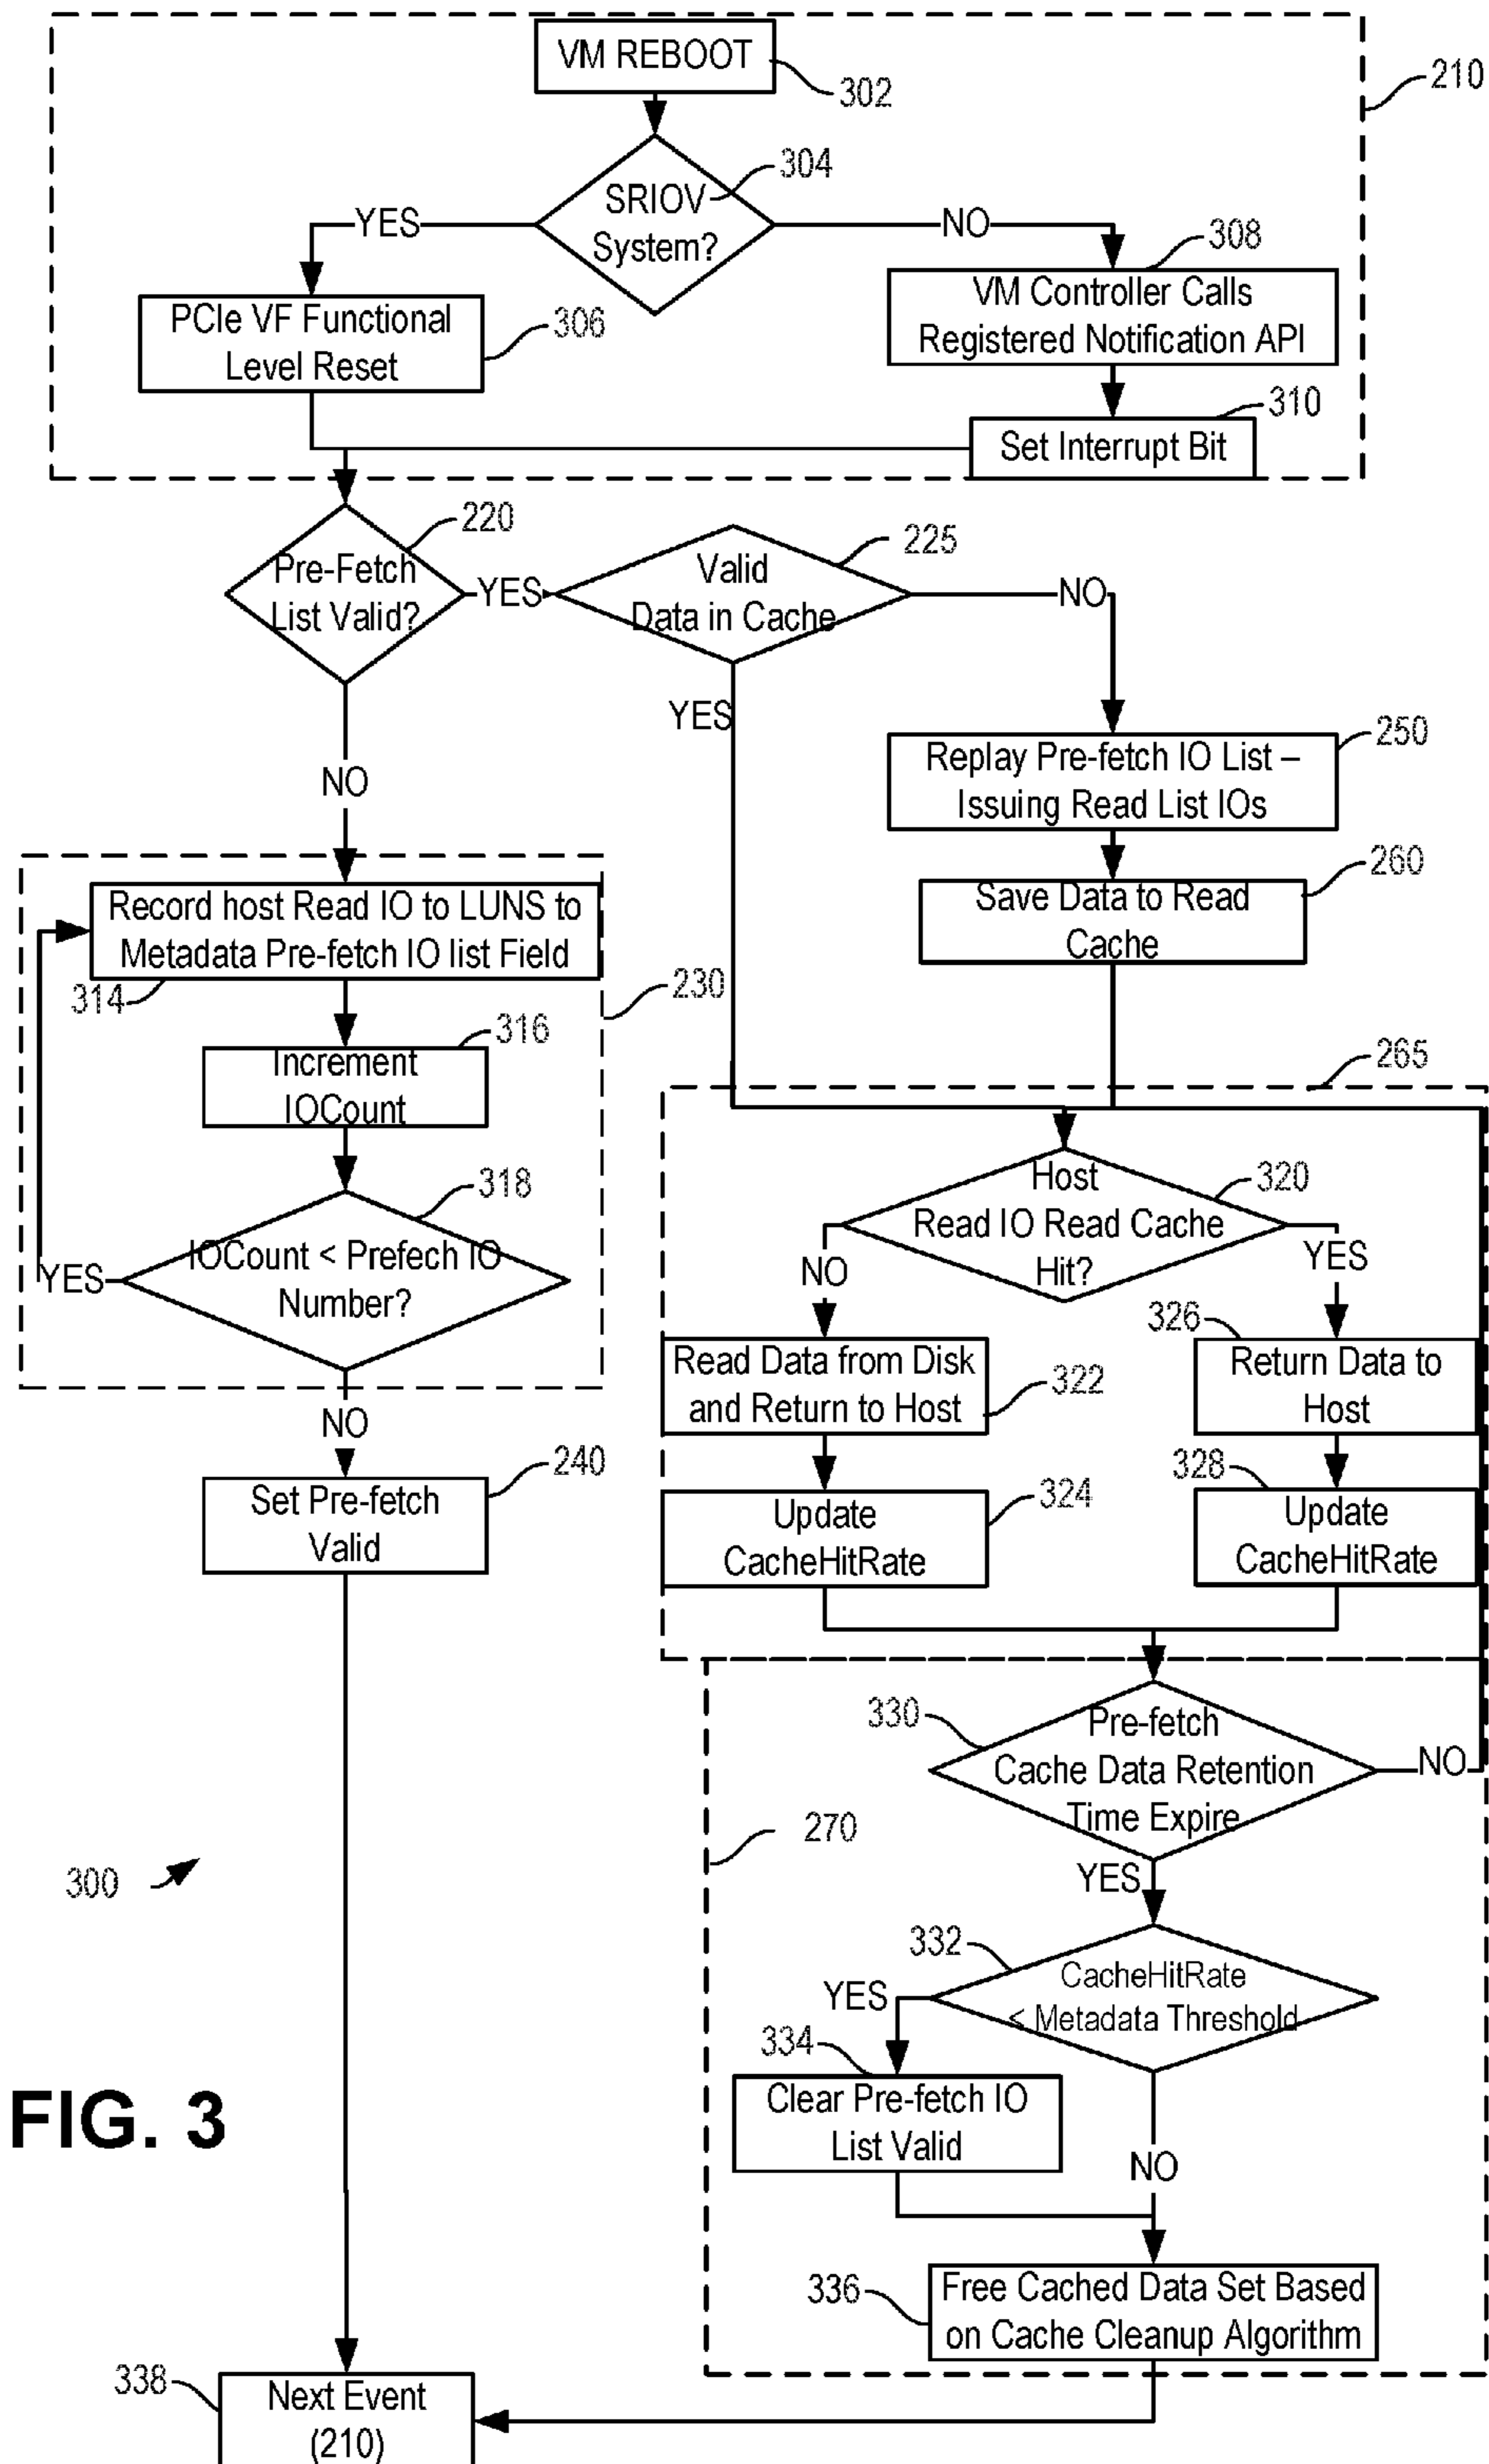 VM REBOOT
302
210
304
SRIOV
System?
YES
NO
308
PCIe VF Functional
Level Reset
306
VM Controller Calls
Registered Notification API
310
Set Interrupt Bit
220
Pre-Fetch
List Valid?
YES
225
Valid
Data in Cache
NO
YES
NO
250
Replay Pre-fetch IO List –
Issuing Read List IOs
260
Save Data to Read
Cache
Record host Read IO to LUNS to
Metadata Pre-fetch IO list Field
314
230
316
Increment
IOCount
265
318
IOCount < Prefech IO
Number?
YES
NO
Host
Read IO Read Cache
Hit?
320
NO
YES
326
Read Data from Disk
and Return to Host
322
Return Data to
Host
240
Set Pre-fetch
Valid
324
Update
CacheHitRate
328
Update
CacheHitRate
330
Pre-fetch
Cache Data Retention
Time Expire
NO
270
YES
300
332
CacheHitRate
< Metadata Threshold
YES
334
Clear Pre-fetch IO
List Valid
NO
FIG. 3
336
Free Cached Data Set Based
on Cache Cleanup Algorithm
338
Next Event
(210)